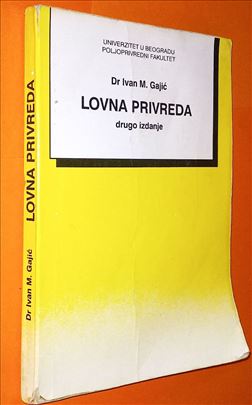 UNIVERZITET U BEOGRADU
POLJOPRIVREDNI FAKULTET
Dr Ivan M. Gajić
LOVNA PRIVREDA
drugo izdanje
Dr Ivan M. Gajić LOVNA PRIVREDA